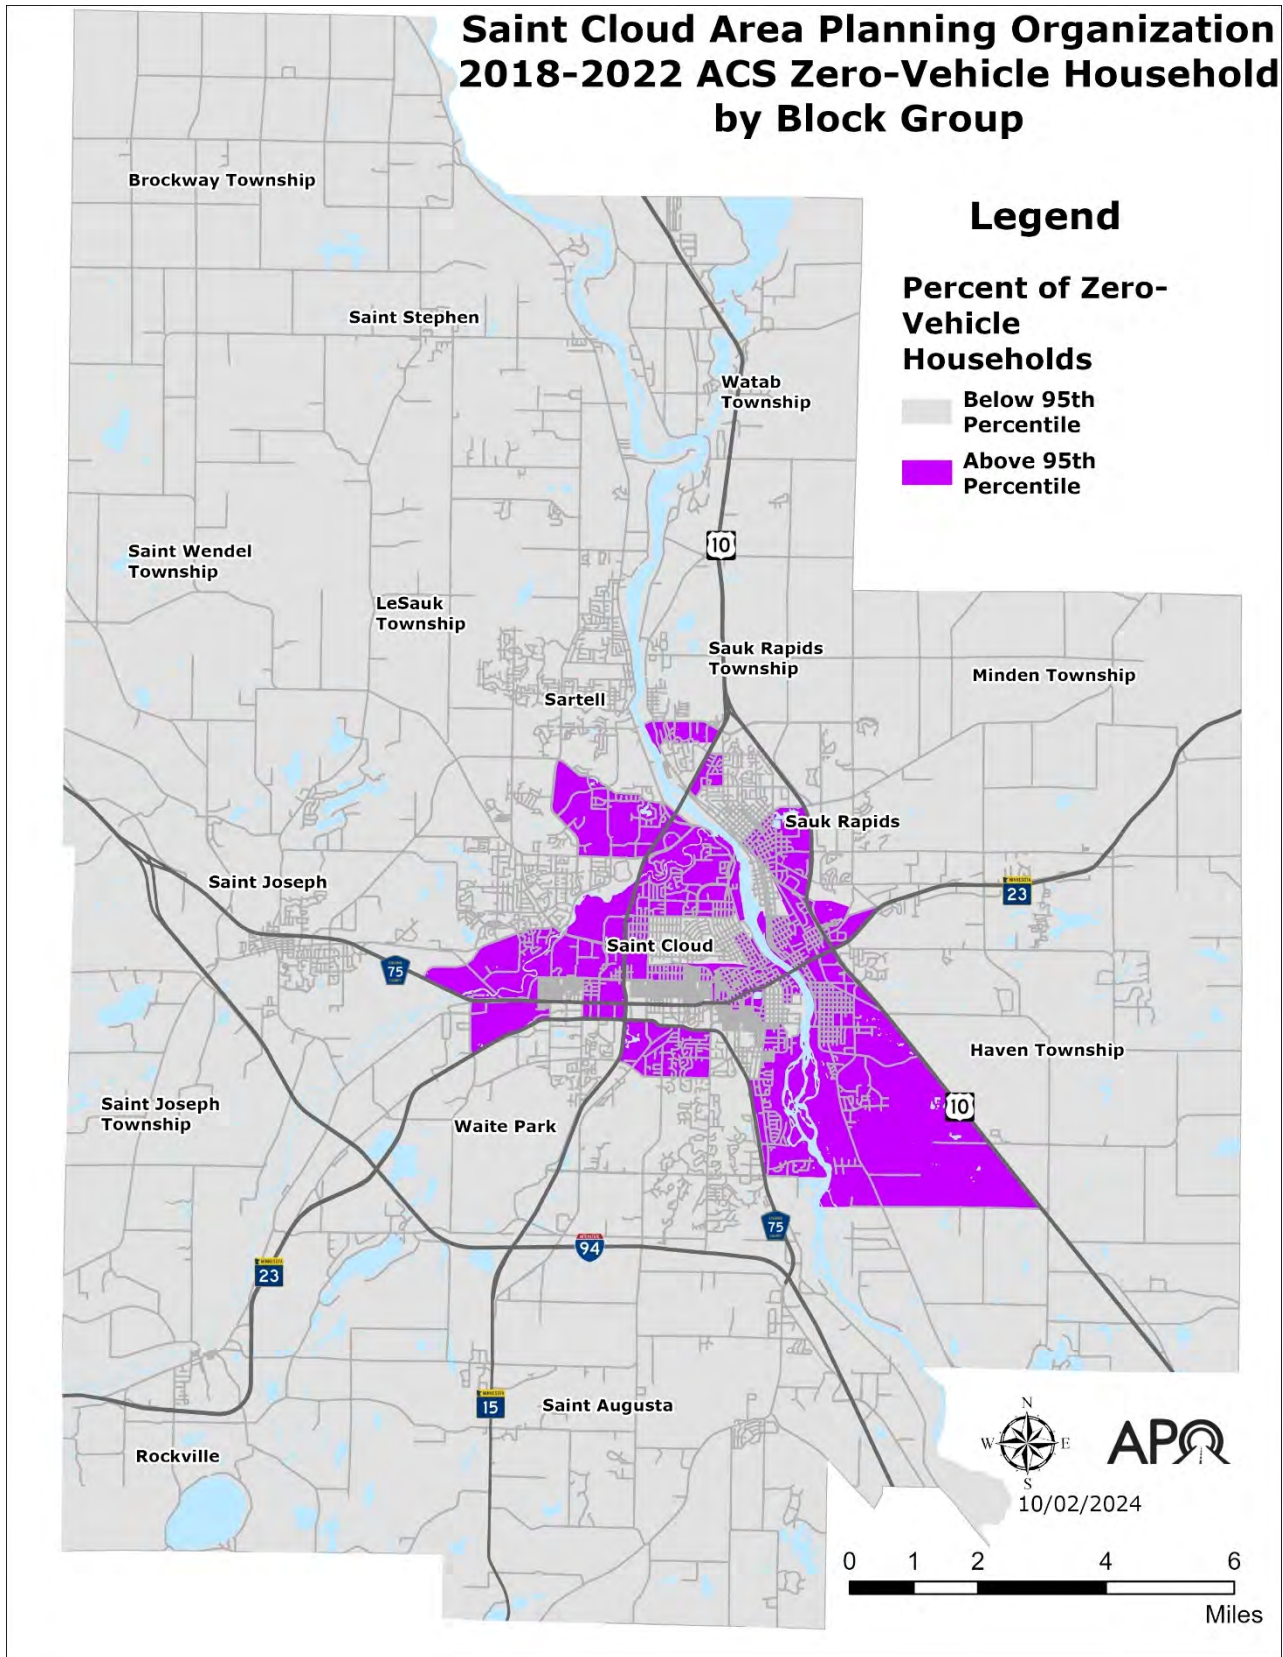 Saint Cloud Area Planning Organization
2018-2022 ACS Zero-Vehicle Household
by Block Group
Legend
Percent of Zero-
Vehicle
Households
Below 95th
Percentile
Above 95th
Percentile
Brockway Township
Saint Stephen
Watab
Township
10
Saint Wendel
Township
LeSauk
Township
Sauk Rapids
Township
Minden Township
Sartell
Sauk Rapids
Saint Joseph
MINNESOTA
23
Saint Cloud
75
Haven Township
10
Saint Joseph
Township
Waite Park
75
94
MINNESOTA
23
MINNESOTA
15
Saint Augusta
Rockville
N
W E
S
APO
10/02/2024
0 1 2 4 6
Miles